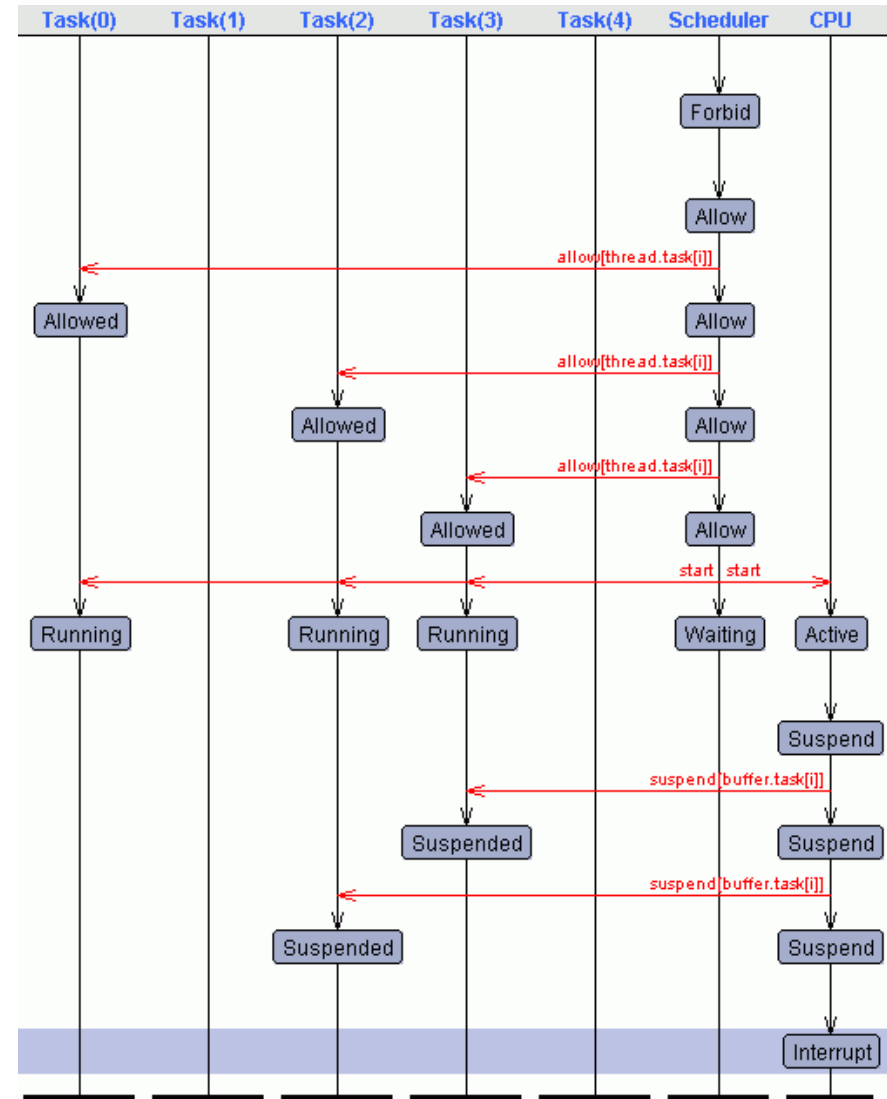 Task(0) Task(1) Task(2) Task(3) Task(4) Scheduler CPU
Forbid
Allow
allow[thread.task[i]]
Allowed Allow
allow[thread.task[i]]
Allowed Allow
allow[thread.task[i]]
Allowed Allow
start start
Running Running Running Waiting Active
Suspend
suspend[buffer.task[i]]
Suspended Suspend
suspend[buffer.task[i]]
Suspended Suspend
Interrupt